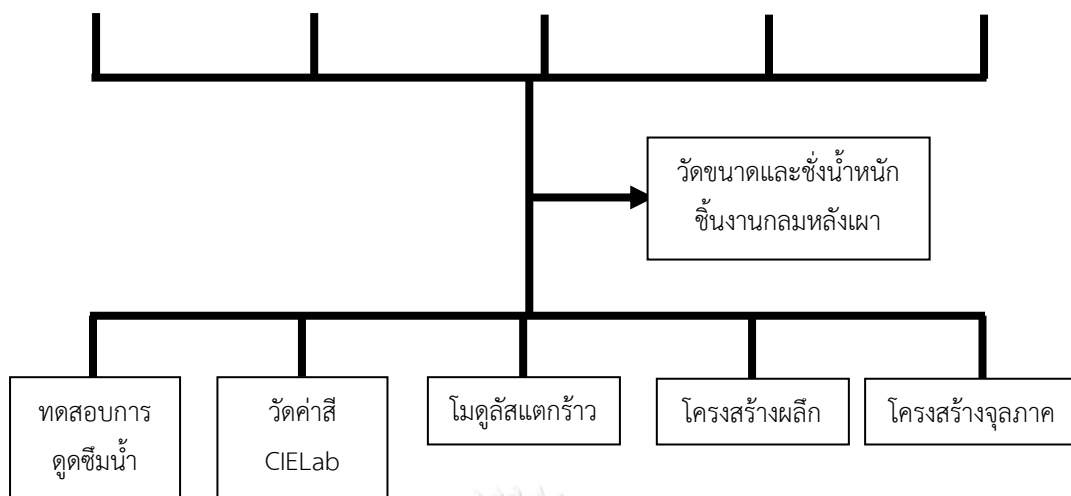 วัดขนาดและชั่งน้ำหนัก
ชิ้นงานกลมหลังเผา
ทดสอบการ
ดูดซึมน้ำ
วัดค่าสี
CIELab
โมดูลัสแตกร้าว
โครงสร้างผลึก
โครงสร้างจุลภาค